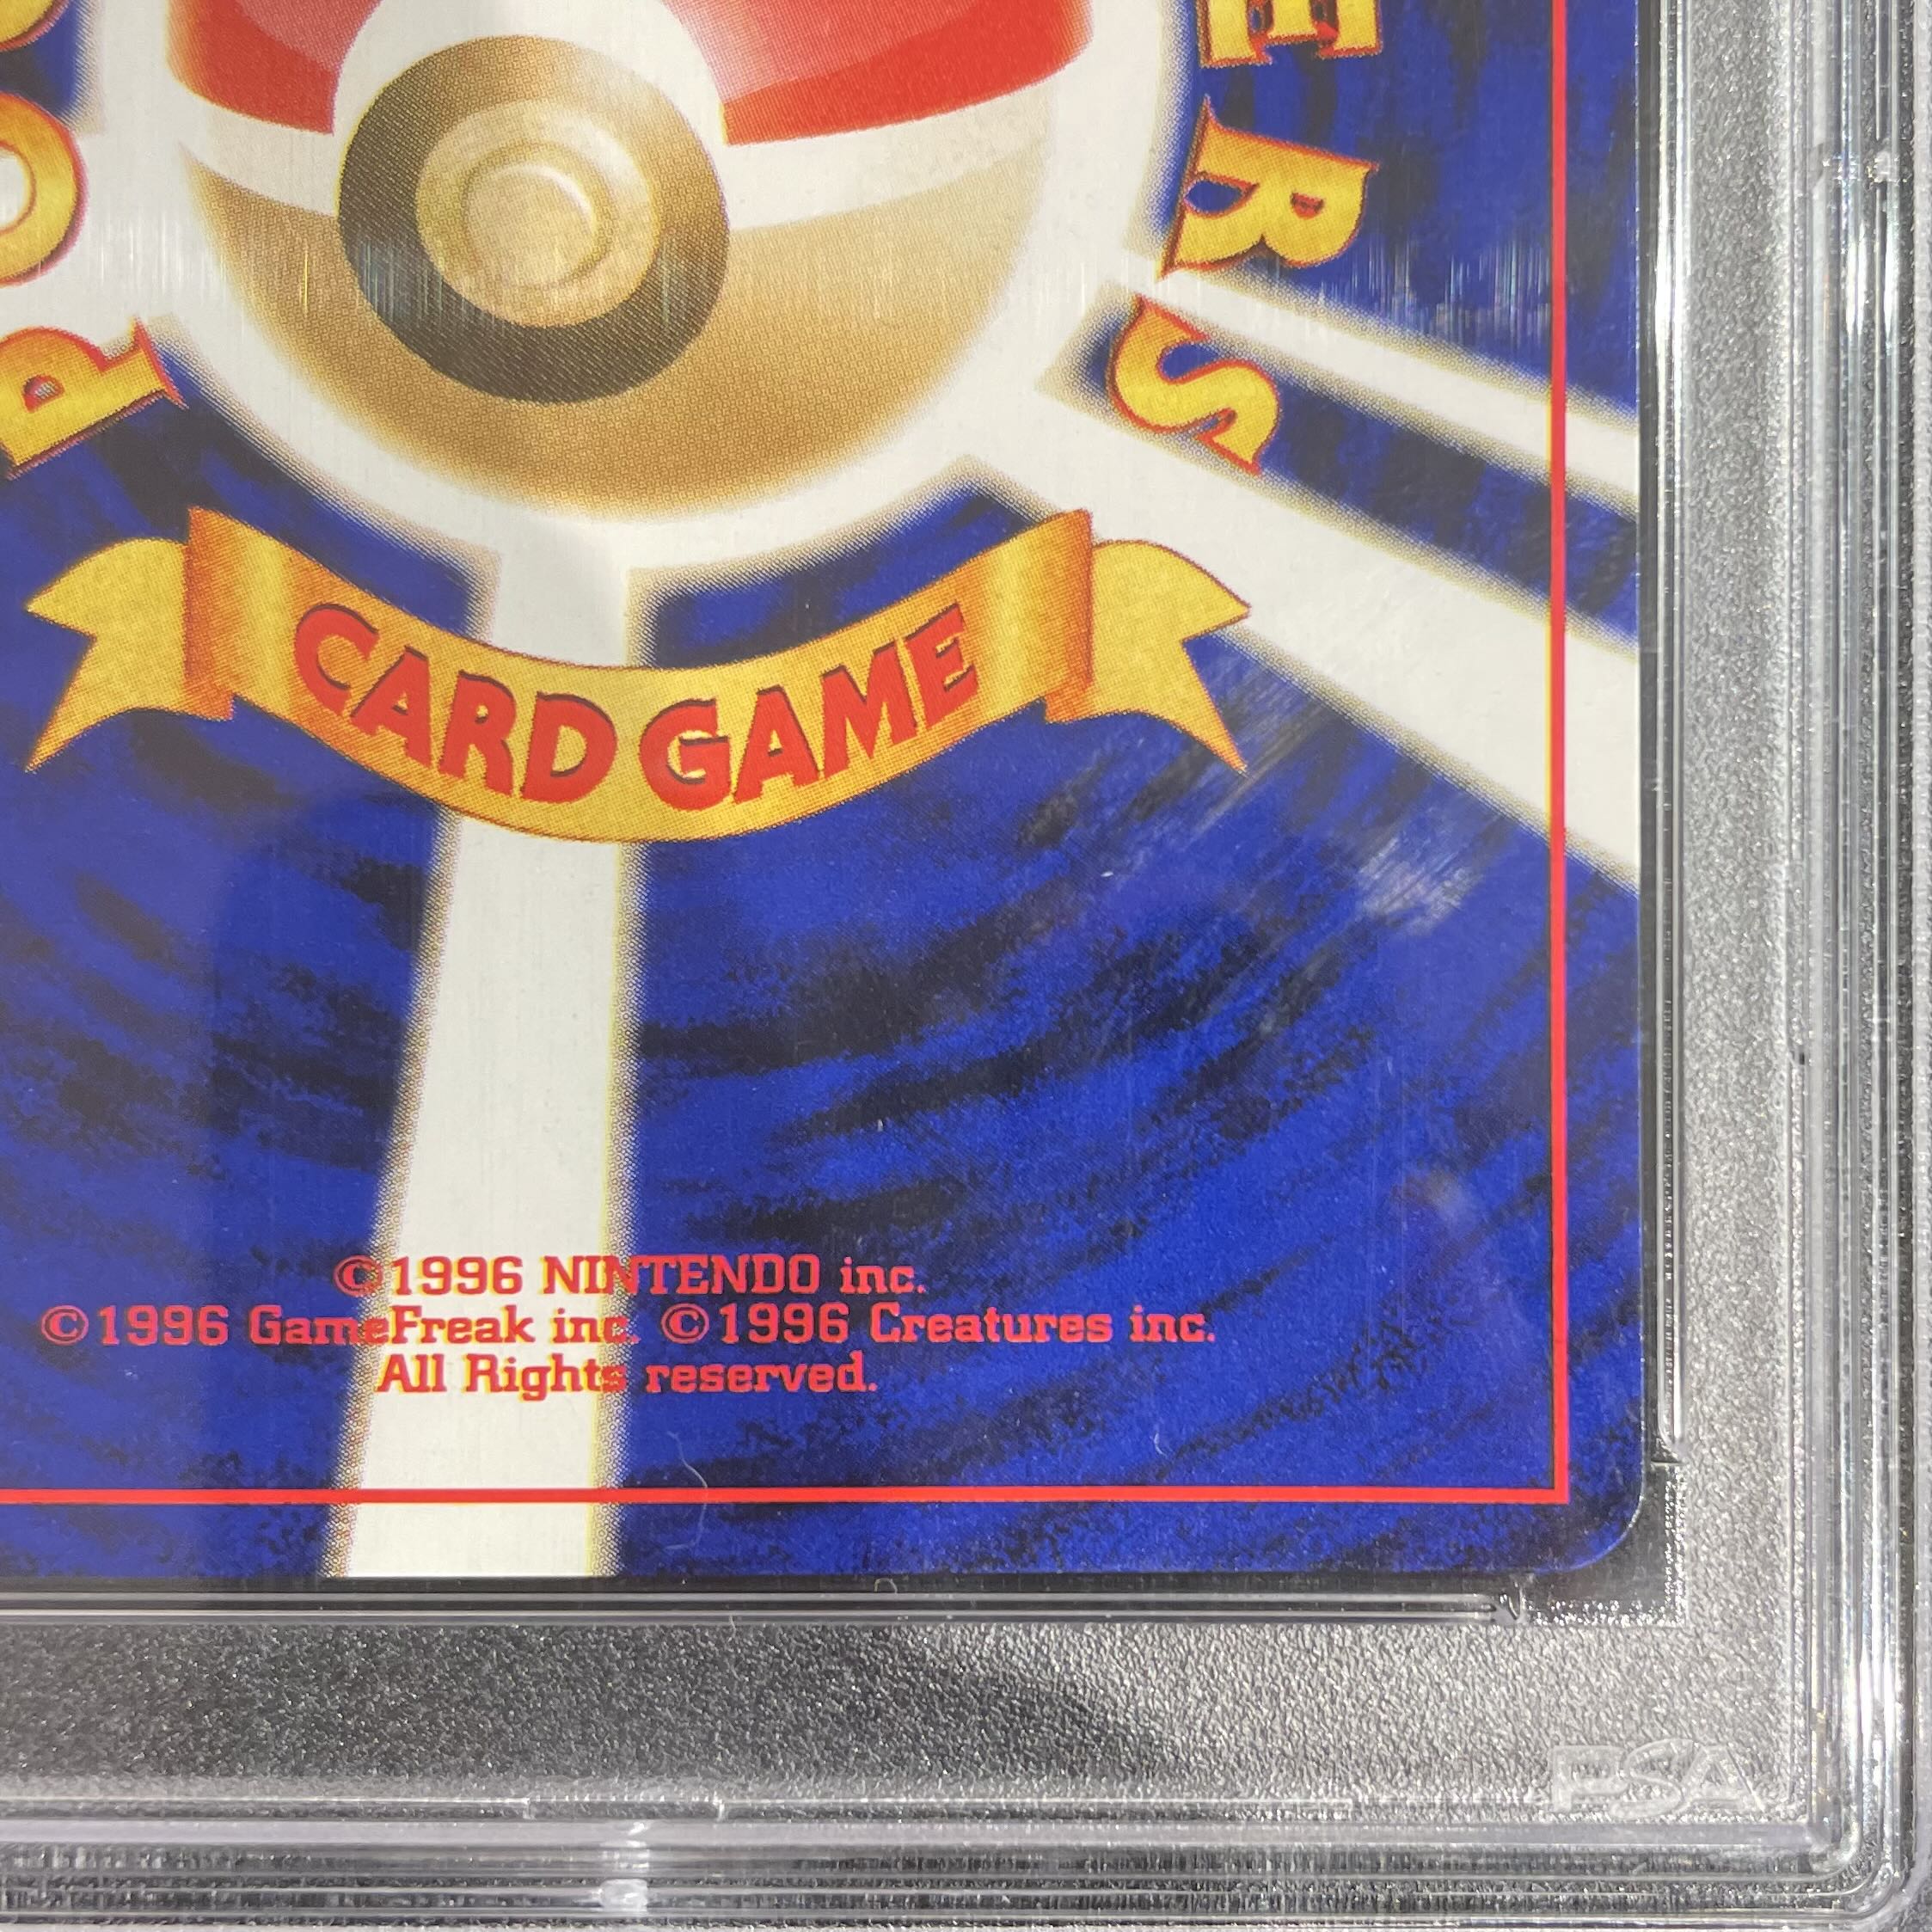 P O
ERS
CARD GAME
©1996 NINTENDO inc.
©1996 GameFreak inc. ©1996 Creatures inc.
All Rights reserved.
PSA